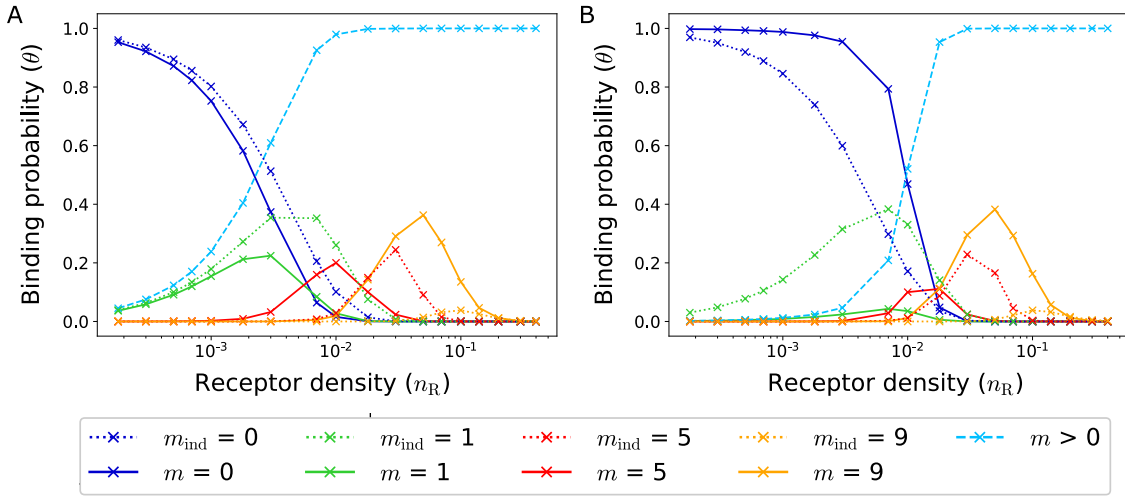 A
B
Binding probability (θ)
1.0
0.8
0.6
0.4
0.2
0.0
10⁻³
10⁻²
10⁻¹
Receptor density (n_R)
Binding probability (θ)
1.0
0.8
0.6
0.4
0.2
0.0
10⁻³
10⁻²
10⁻¹
Receptor density (n_R)
m_ind = 0
m_ind = 1
m_ind = 5
m_ind = 9
m > 0
m = 0
m = 1
m = 5
m = 9